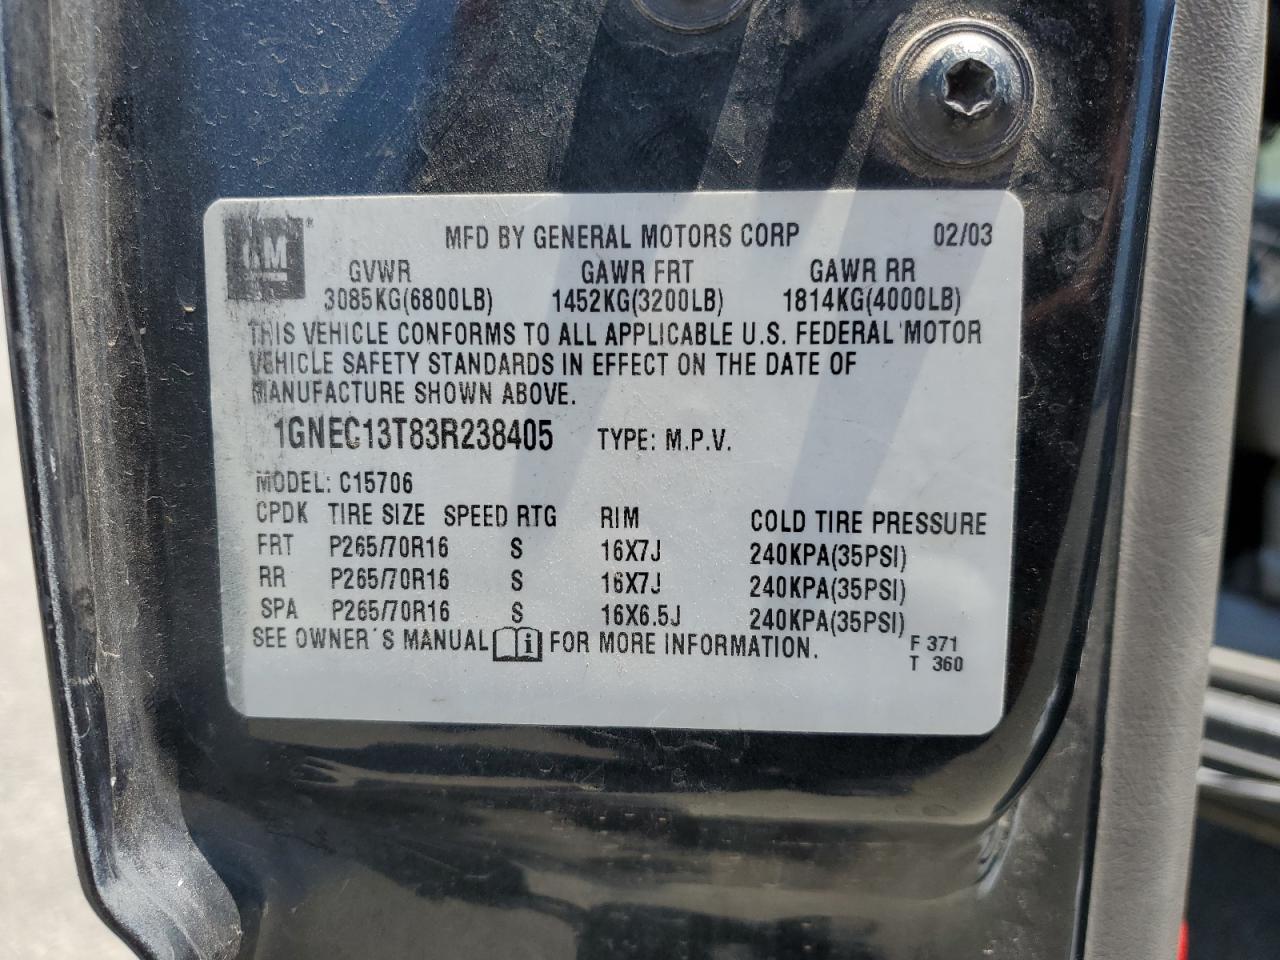 GM
MFD BY GENERAL MOTORS CORP 02/03
GVWR GAWR FRT GAWR RR
3085KG(6800LB) 1452KG(3200LB) 1814KG(4000LB)
THIS VEHICLE CONFORMS TO ALL APPLICABLE U.S. FEDERAL MOTOR
VEHICLE SAFETY STANDARDS IN EFFECT ON THE DATE OF
MANUFACTURE SHOWN ABOVE.
1GNEC13T83R238405 TYPE: M.P.V.
MODEL: C15706
CPDK TIRE SIZE SPEED RTG RIM COLD TIRE PRESSURE
FRT P265/70R16 S 16X7J 240KPA(35PSI)
RR P265/70R16 S 16X7J 240KPA(35PSI)
SPA P265/70R16 S 16X6.5J 240KPA(35PSI)
SEE OWNER´S MANUAL i FOR MORE INFORMATION.
F 371
T 360